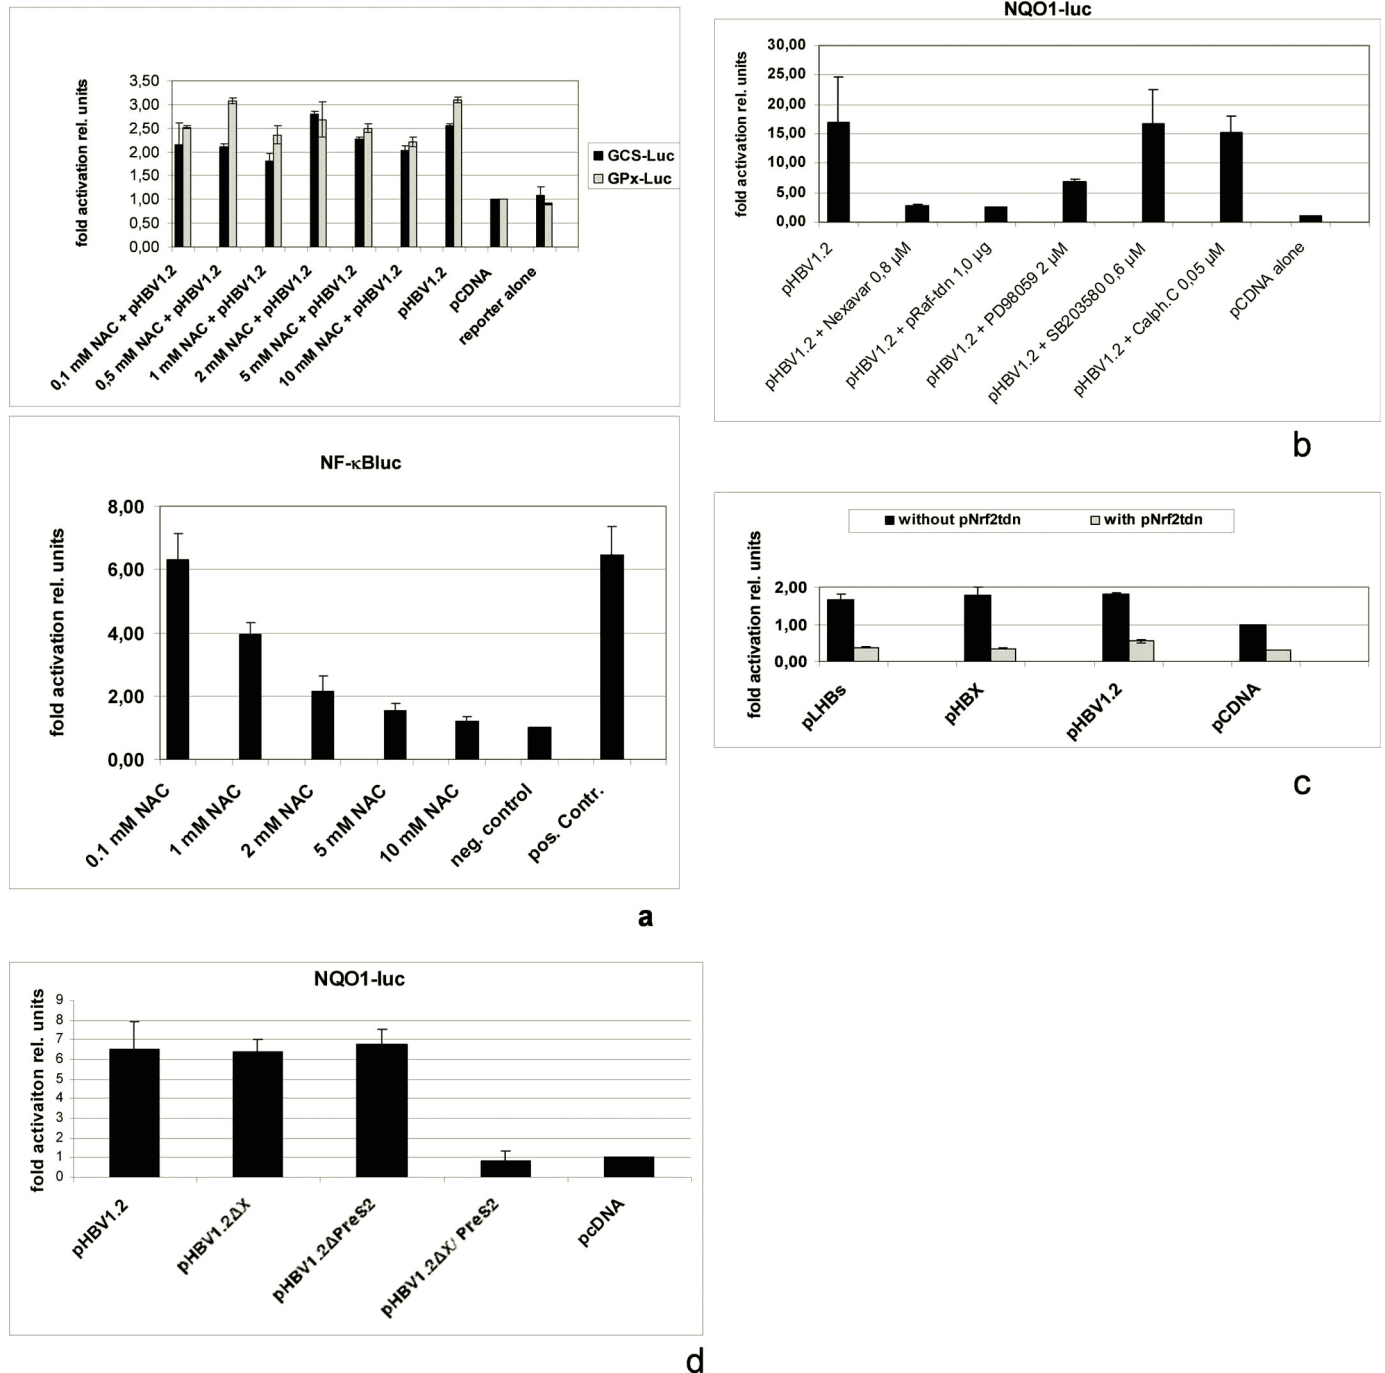 3,50
3,00
2,50
2,00
1,50
1,00
0,50
0,00
fold activation rel. units
0,1 mM NAC + pHBV1.2
0,5 mM NAC + pHBV1.2
1 mM NAC + pHBV1.2
2 mM NAC + pHBV1.2
5 mM NAC + pHBV1.2
10 mM NAC + pHBV1.2
pHBV1.2
pCDNA
reporter alone
GCS-Luc
GPx-Luc
NF-κBluc
8,00
6,00
4,00
2,00
0,00
fold activation rel. units
0.1 mM NAC
1 mM NAC
2 mM NAC
5 mM NAC
10 mM NAC
neg. control
pos. Contr.
a
NQO1-luc
30,00
25,00
20,00
15,00
10,00
5,00
0,00
fold activation rel. units
pHBV1.2
pHBV1.2 + Nexavar 0,8 µM
pHBV1.2 + pRaf-tdn 1,0 µg
pHBV1.2 + PD98059 2 µM
pHBV1.2 + SB203580 0,6 µM
pHBV1.2 + Calph.C 0,05 µM
pCDNA alone
b
without pNrf2tdn
with pNrf2tdn
2,00
1,00
0,00
fold activation rel. units
pLHBs
pHBX
pHBV1.2
pCDNA
c
NQO1-luc
9
8
7
6
5
4
3
2
1
0
fold activaiton rel. units
pHBV1.2
pHBV1.2ΔX
pHBV1.2ΔPreS2
pHBV1.2ΔX/ PreS2
pcDNA
d